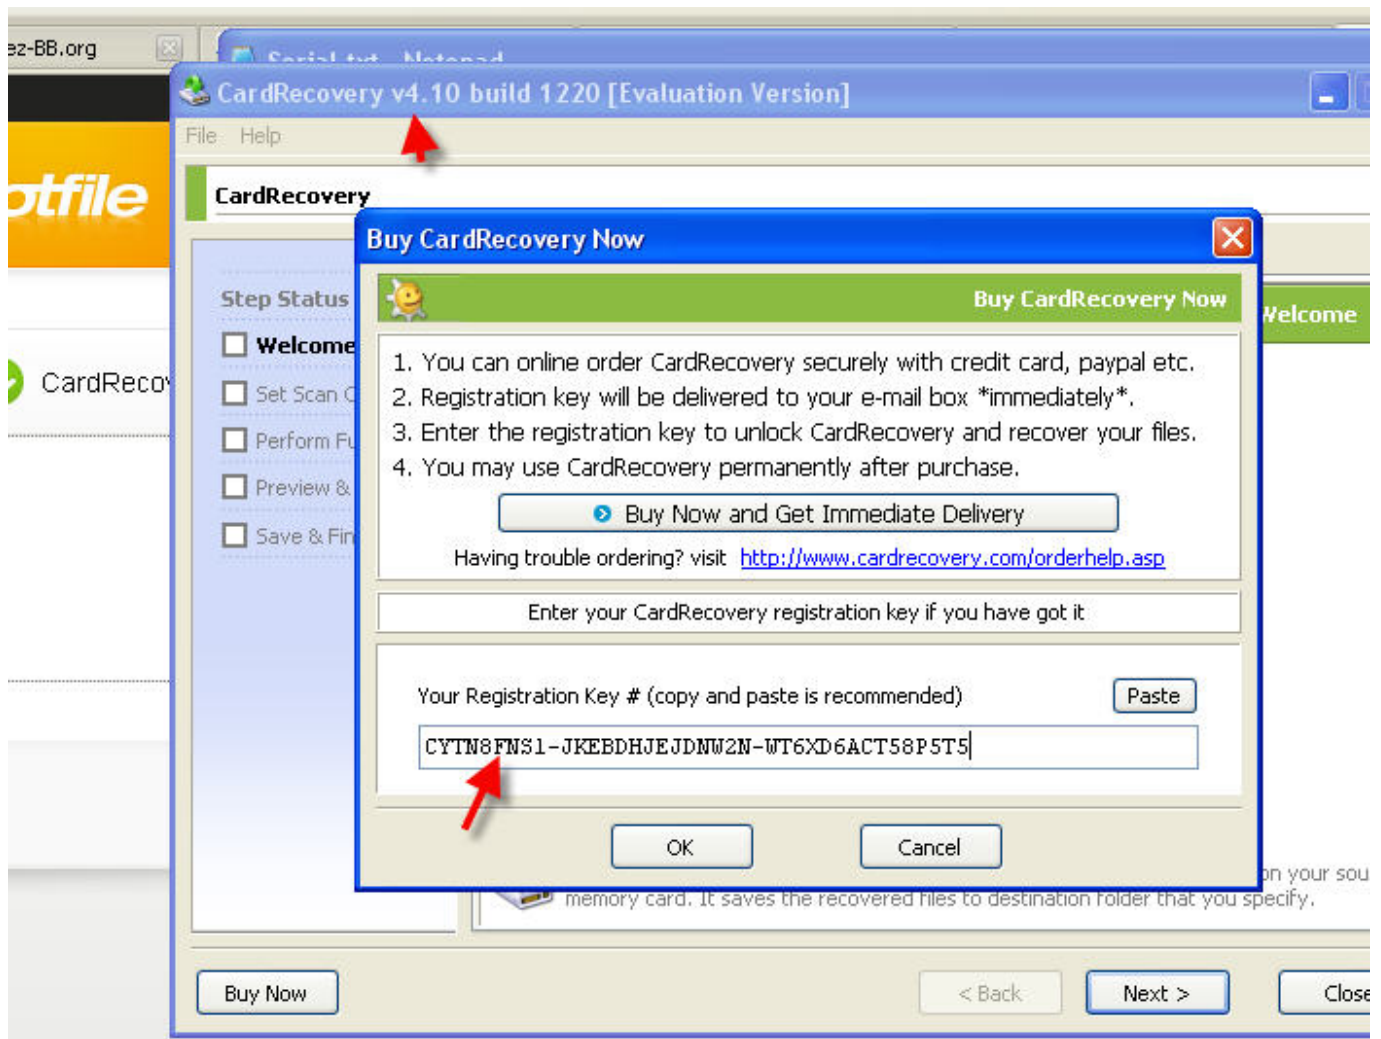 ez-BB.org
Serial.txt - Notepad
CardRecovery v4.10 build 1220 [Evaluation Version]
File Help
otfile
CardRecovery
Buy CardRecovery Now
Buy CardRecovery Now
Welcome
Step Status
Welcome
Set Scan
Perform Fu
Preview &
Save & Fin
CardRecov
1. You can online order CardRecovery securely with credit card, paypal etc.
2. Registration key will be delivered to your e-mail box *immediately*.
3. Enter the registration key to unlock CardRecovery and recover your files.
4. You may use CardRecovery permanently after purchase.
Buy Now and Get Immediate Delivery
Having trouble ordering? visit http://www.cardrecovery.com/orderhelp.asp
Enter your CardRecovery registration key if you have got it
Your Registration Key # (copy and paste is recommended)
Paste
CYTN8FNS1-JKEBDHJEJDNW2N-WT6XD6ACT58P5T5
OK
Cancel
on your sou
memory card. It saves the recovered files to destination folder that you specify.
Buy Now
< Back
Next >
Close